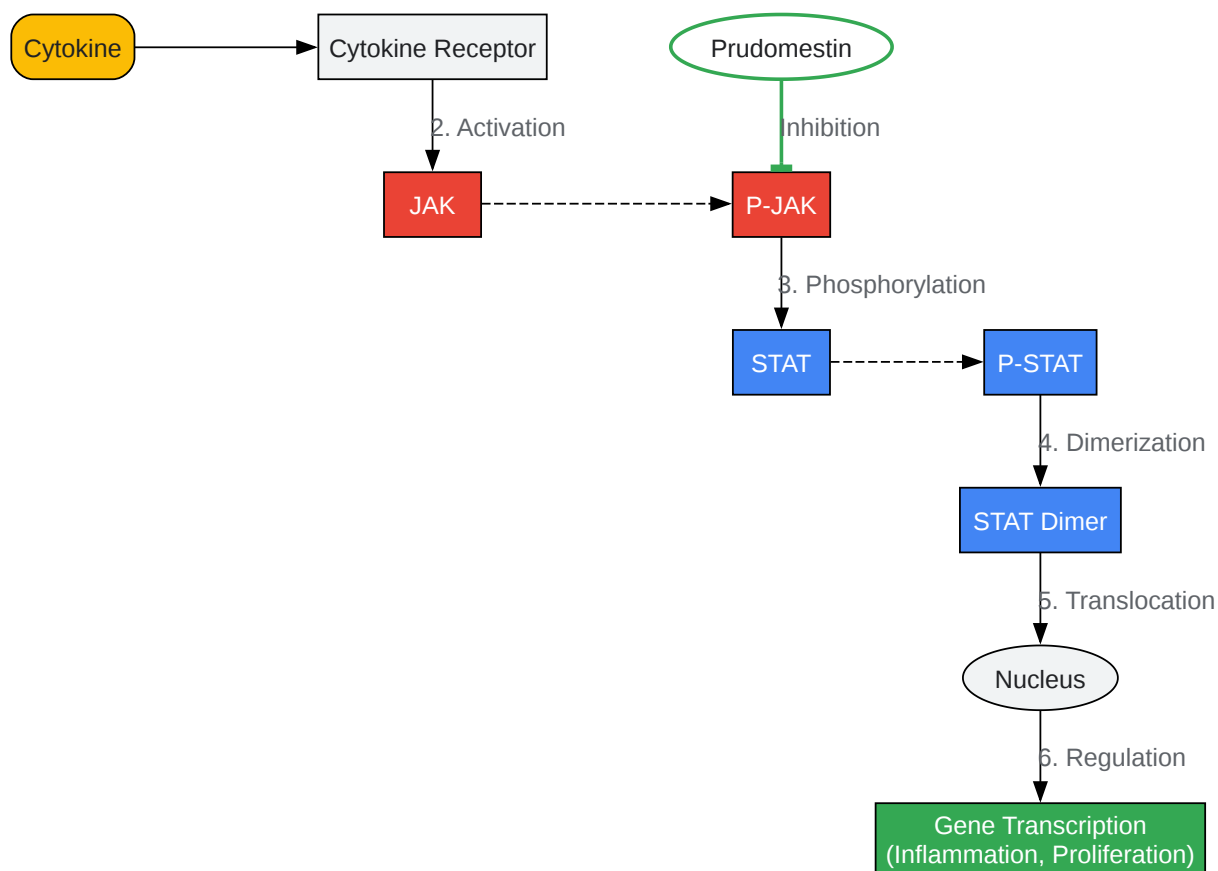 Cytokine
Cytokine Receptor
Prudomestin
2. Activation
Inhibition
JAK
P-JAK
3. Phosphorylation
STAT
P-STAT
4. Dimerization
STAT Dimer
5. Translocation
Nucleus
6. Regulation
Gene Transcription
(Inflammation, Proliferation)